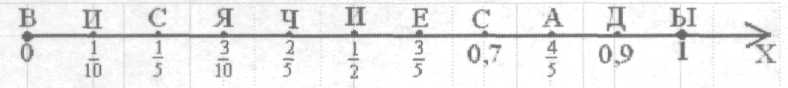 В И С Я Ч И Е С А Д Ы
0 1/10 1/5 3/10 2/5 1/2 3/5 0,7 4/5 0,9 1 X